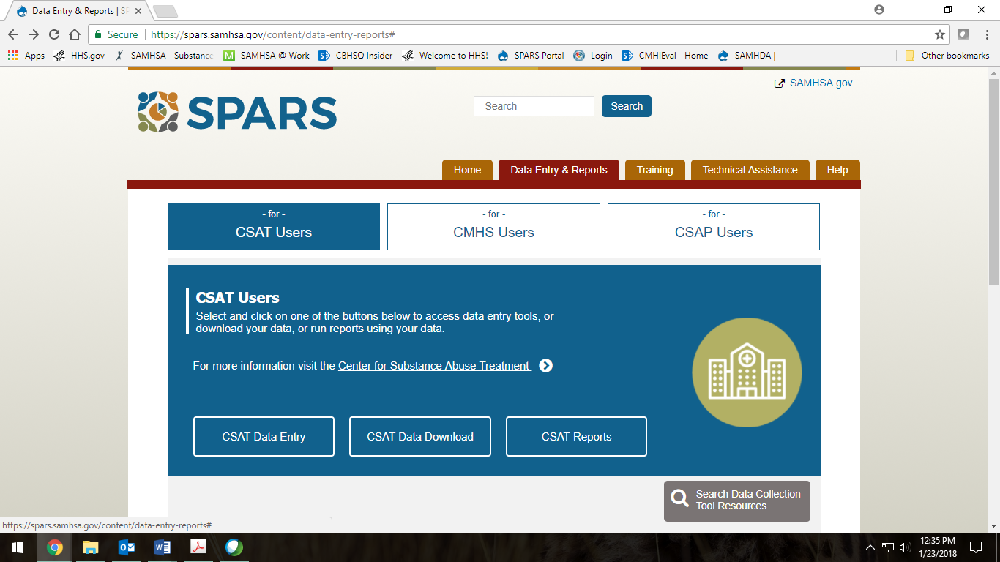 Data Entry & Reports | SP
Secure
https://spars.samhsa.gov/content/data-entry-reports#
Apps
HHS.gov
SAMHSA - Substance
SAMHSA @ Work
CBHSQ Insider
Welcome to HHS!
SPARS Portal
Login
CMHIEval - Home
SAMHDA |
Other bookmarks
SAMHSA.gov
SPARS
Search
Search
Home
Data Entry & Reports
Training
Technical Assistance
Help
- for -
CSAT Users
- for -
CMHS Users
- for -
CSAP Users
CSAT Users
Select and click on one of the buttons below to access data entry tools, or
download your data, or run reports using your data.
For more information visit the Center for Substance Abuse Treatment
CSAT Data Entry
CSAT Data Download
CSAT Reports
Search Data Collection
Tool Resources
https://spars.samhsa.gov/content/data-entry-reports#
12:35 PM
1/23/2018